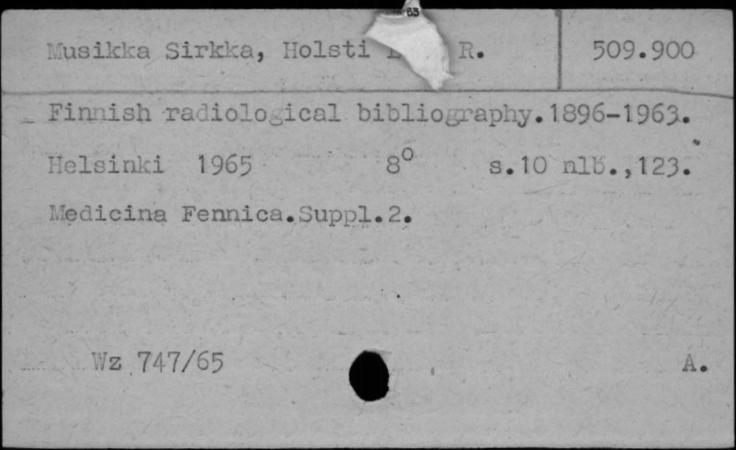 Musikka Sirkka, Holsti R. 509.900
Finnish radiological bibliography.1896-1963.
Helsinki 1965 8° s.10 nlb.,123.
Medicina Fennica.Suppl.2.
Wz 747/65 A.